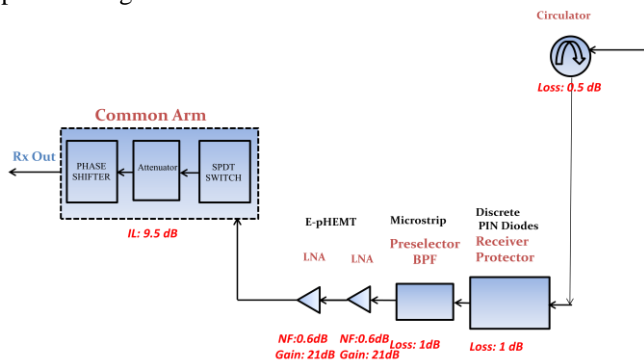 Circulator
Loss: 0.5 dB
Common Arm
Rx Out
PHASE
SHIFTER
Attenuator
SPDT
SWITCH
IL: 9.5 dB
E-pHEMT
Microstrip
Discrete
PIN Diodes
LNA
LNA
Preselector
BPF
Receiver
Protector
NF:0.6dB
Gain: 21dB
NF:0.6dB
Gain: 21dB
Loss: 1dB
Loss: 1 dB